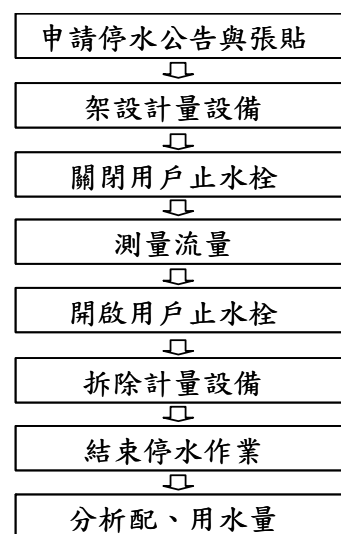 申請停水公告與張貼
架設計量設備
關閉用戶止水栓
測量流量
開啟用戶止水栓
拆除計量設備
結束停水作業
分析配、用水量